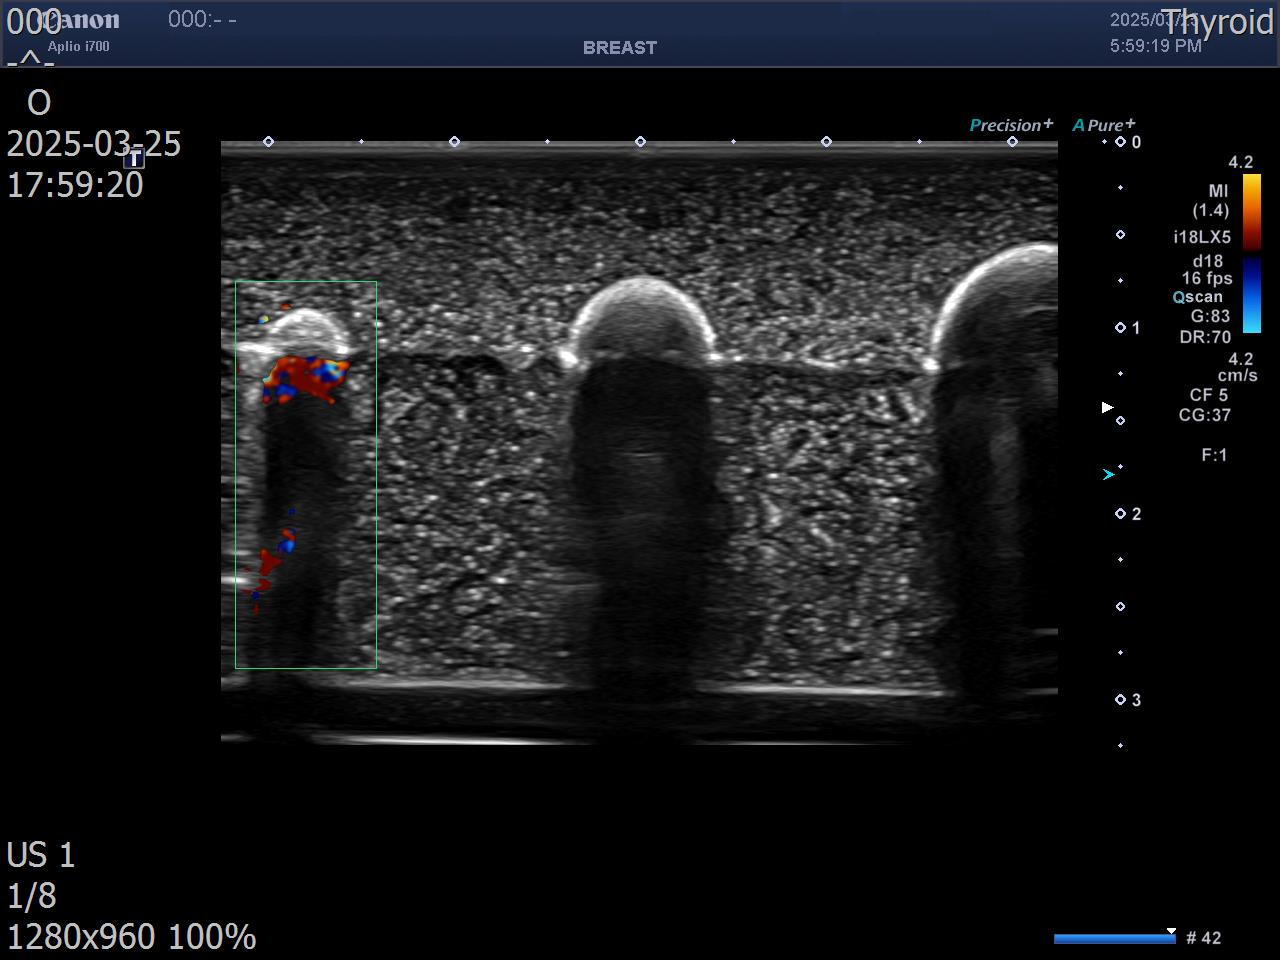 Canon
000:- -
2025/03/25
Thyroid
000
Aplio i700
BREAST
5:59:19 PM
-^-
O
2025-03-25
T
17:59:20
Precision+
APure+
0
4.2
MI
(1.4)
i18LX5
d18
16 fps
Qscan
G:83
1
DR:70
4.2
cm/s
CF 5
CG:37
F:1
2
3
US 1
1/8
1280x960 100%
# 42